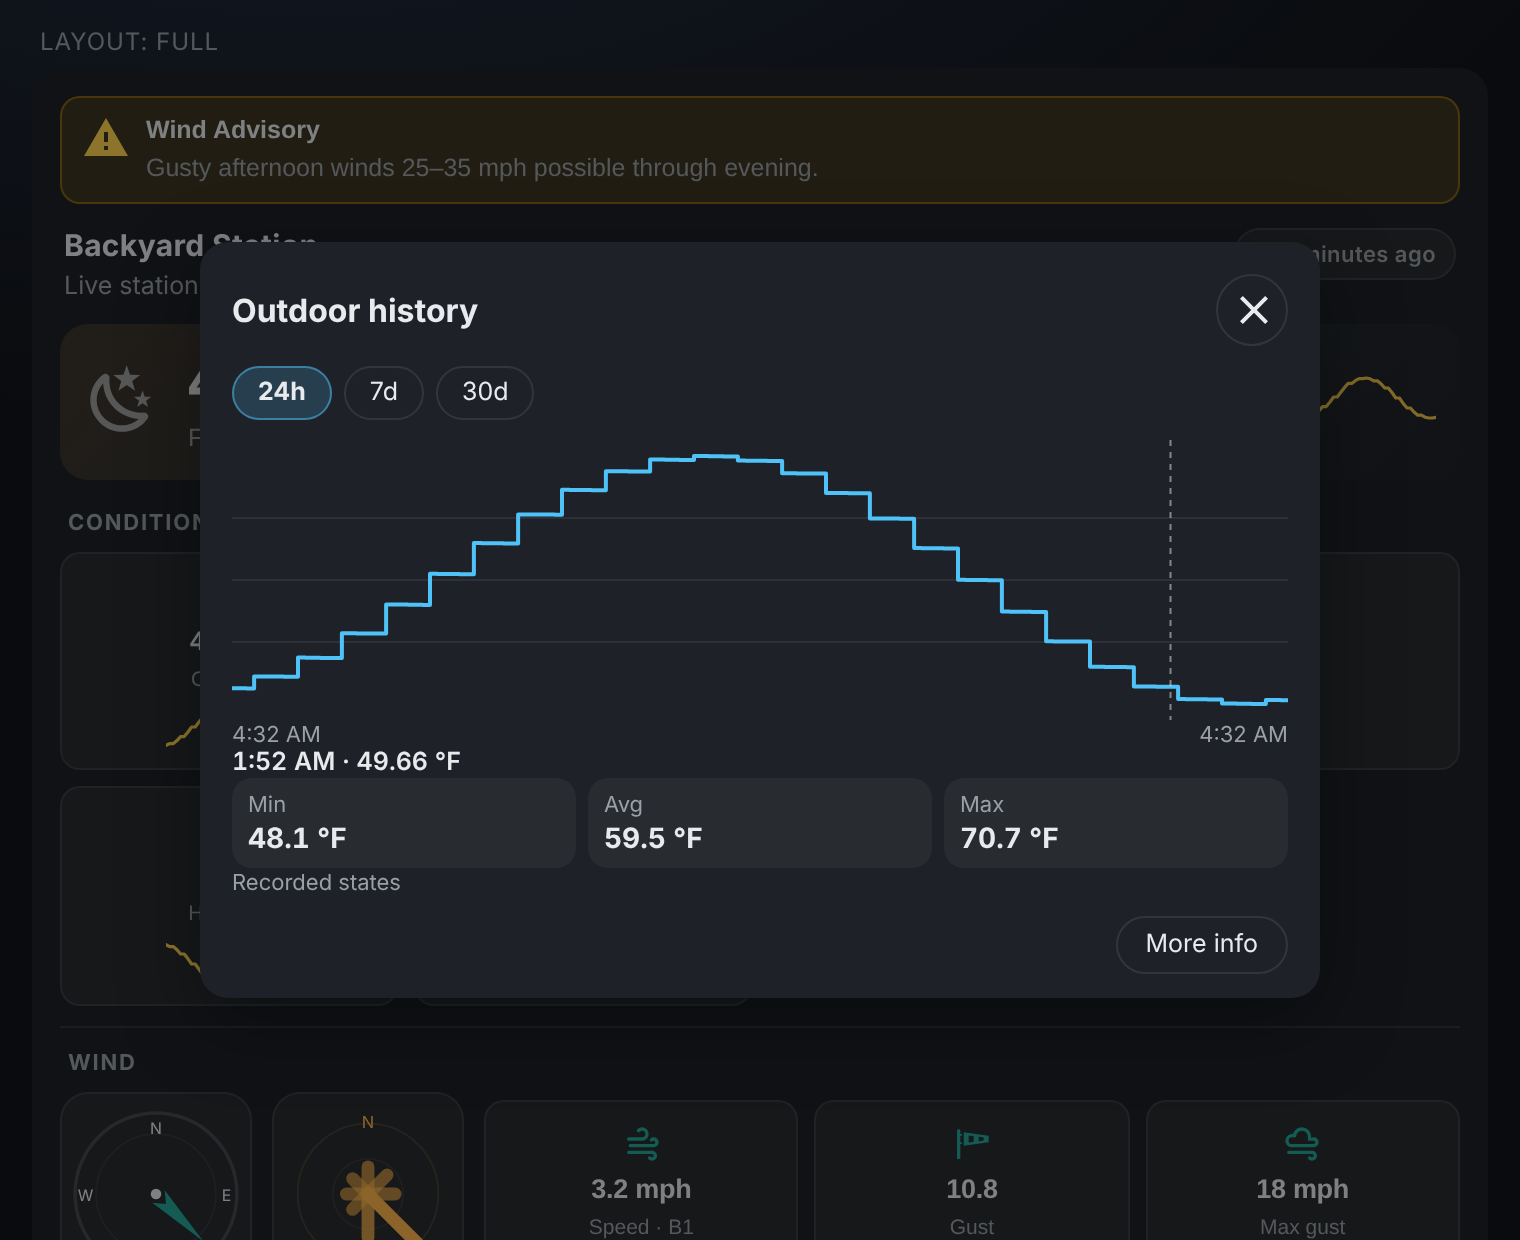 LAYOUT: FULL
Wind Advisory
Gusty afternoon winds 25–35 mph possible through evening.
Backyard Station
Live station
minutes ago
Outdoor history
24h
7d
30d
4:32 AM
4:32 AM
1:52 AM · 49.66 °F
Min
48.1 °F
Avg
59.5 °F
Max
70.7 °F
Recorded states
More info
WIND
N
W
E
N
3.2 mph
Speed · B1
10.8
Gust
18 mph
Max gust